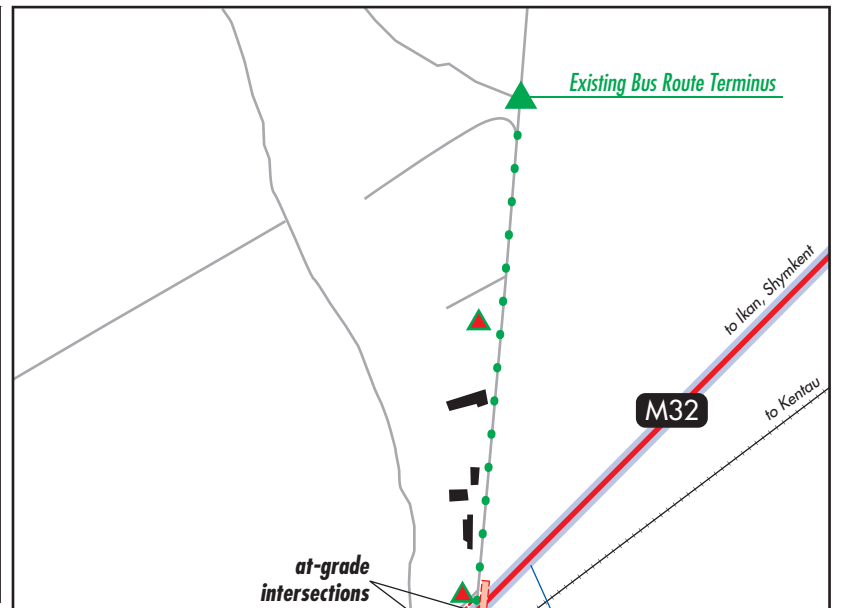 Existing Bus Route Terminus
to Ikan, Shymkent
M32
to Kentau
at-grade
intersections